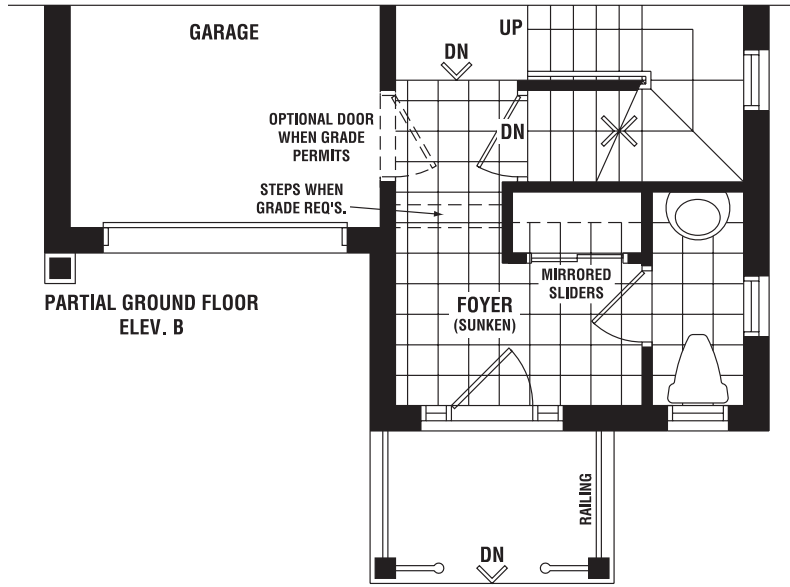 GARAGE
UP
DN
OPTIONAL DOOR
WHEN GRADE
PERMITS
DN
STEPS WHEN
GRADE REQ'S.
MIRRORED
SLIDERS
FOYER
(SUNKEN)
PARTIAL GROUND FLOOR
ELEV. B
RAILING
DN